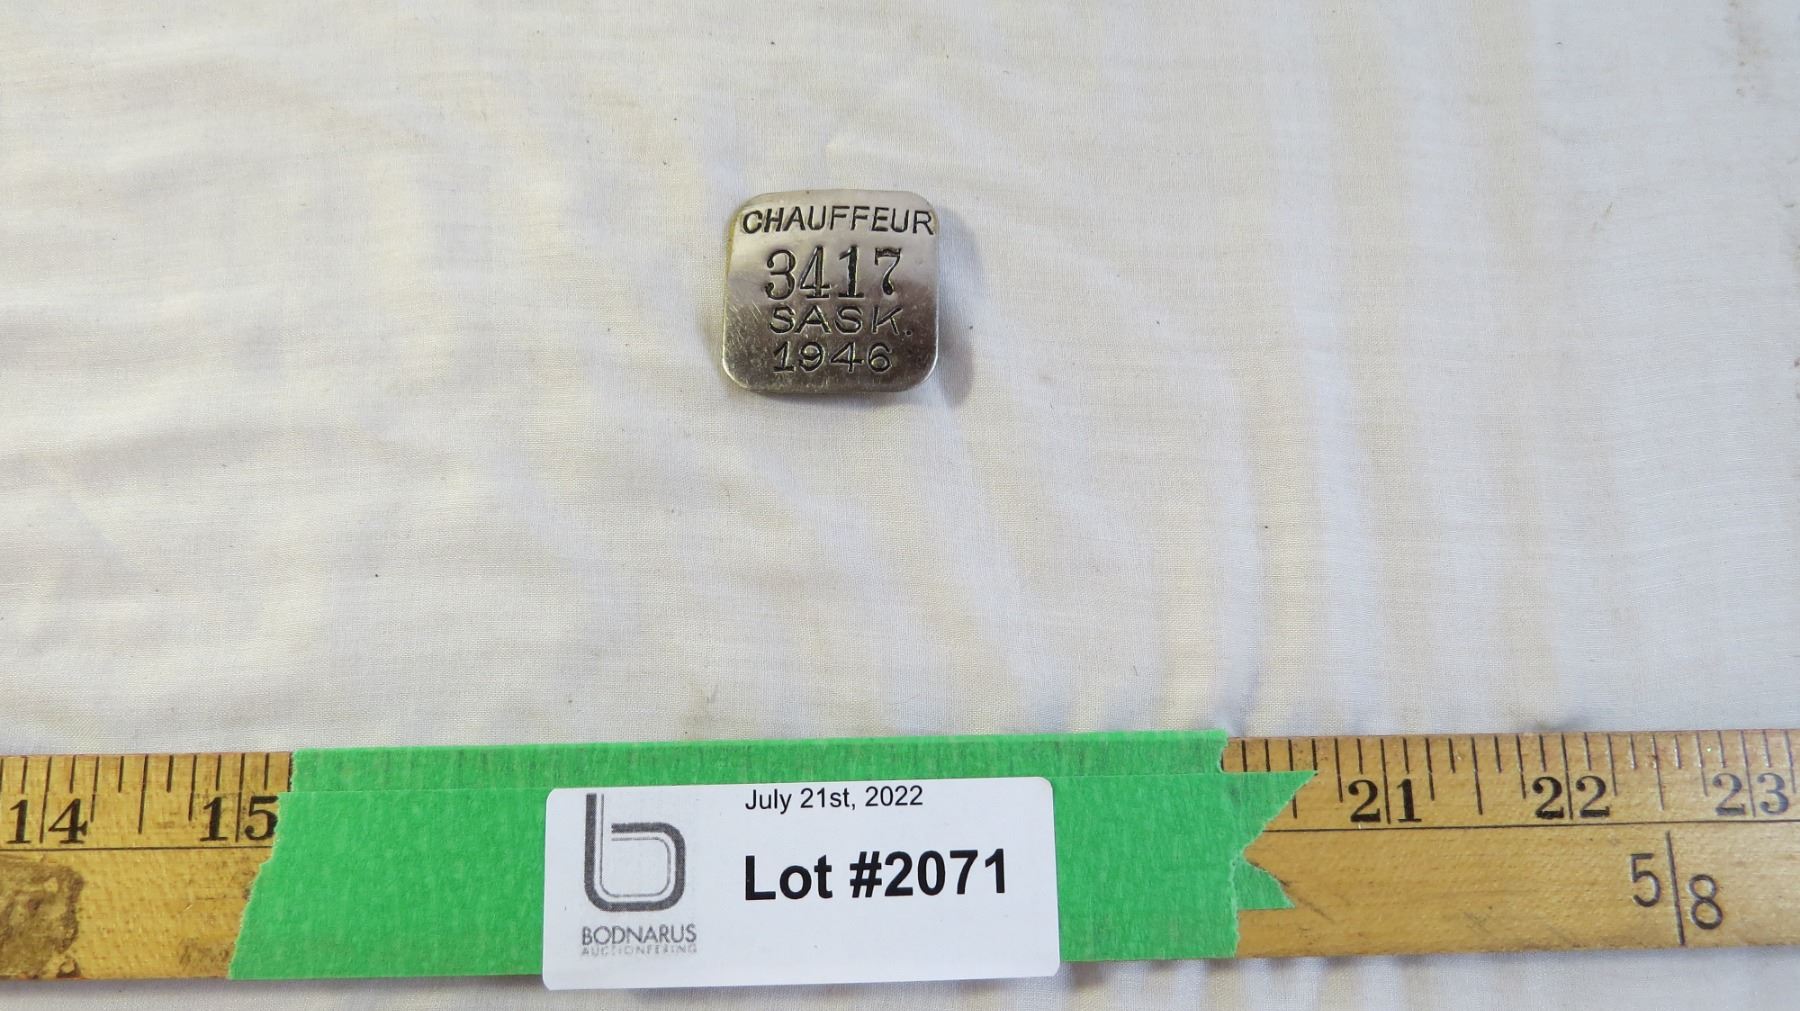 CHAUFFEUR
3417
SASK.
1946
July 21st, 2022
Lot #2071
BODNARUS
AUCTIONEERING
14 15 21 22 23
5/8